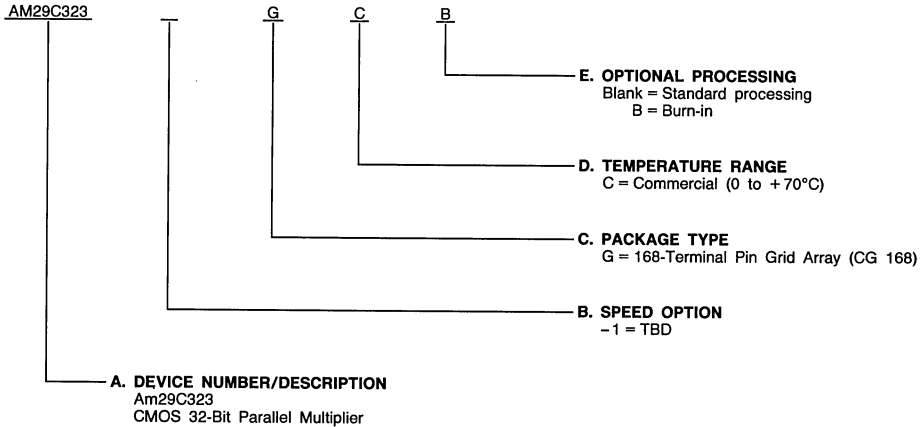 AM29C323 – G C B
E. OPTIONAL PROCESSING
Blank = Standard processing
B = Burn-in
D. TEMPERATURE RANGE
C = Commercial (0 to +70°C)
C. PACKAGE TYPE
G = 168-Terminal Pin Grid Array (CG 168)
B. SPEED OPTION
–1 = TBD
A. DEVICE NUMBER/DESCRIPTION
Am29C323
CMOS 32-Bit Parallel Multiplier